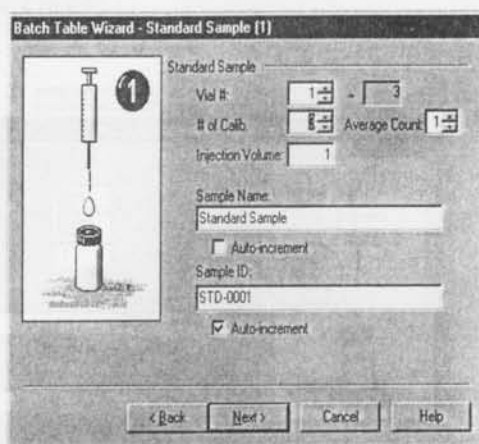 Batch Table Wizard - Standard Sample [1]
1
Standard Sample
Vial #: 1 - 3
# of Calib. Average Count: 1
Injection Volume: 1
Sample Name:
Standard Sample
Auto-increment
Sample ID:
STD-0001
Auto-increment
< Back Next > Cancel Help